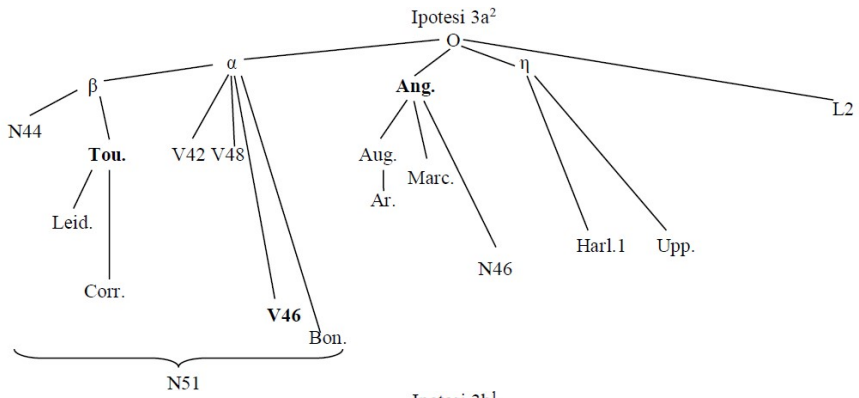 Ipotesi 3a²
O
α
η
β
Ang.
L2
N44
Tou.
V42 V48
Aug.
Marc.
Ar.
Leid.
Harl.1
Upp.
N46
Corr.
V46
Bon.
N51